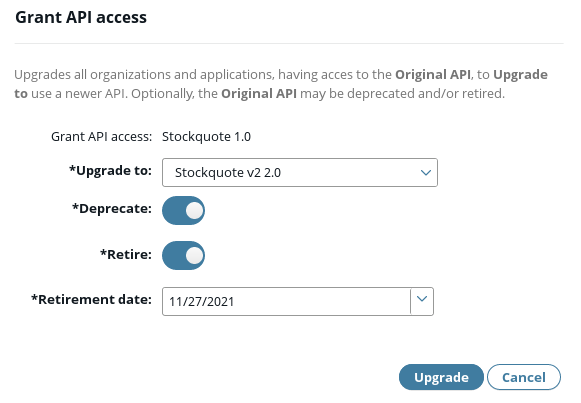 Grant API access
Upgrades all organizations and applications, having acces to the Original API, to Upgrade
to use a newer API. Optionally, the Original API may be deprecated and/or retired.
Grant API access: Stockquote 1.0
*Upgrade to: Stockquote v2 2.0
*Deprecate:
*Retire:
*Retirement date: 11/27/2021
Upgrade Cancel